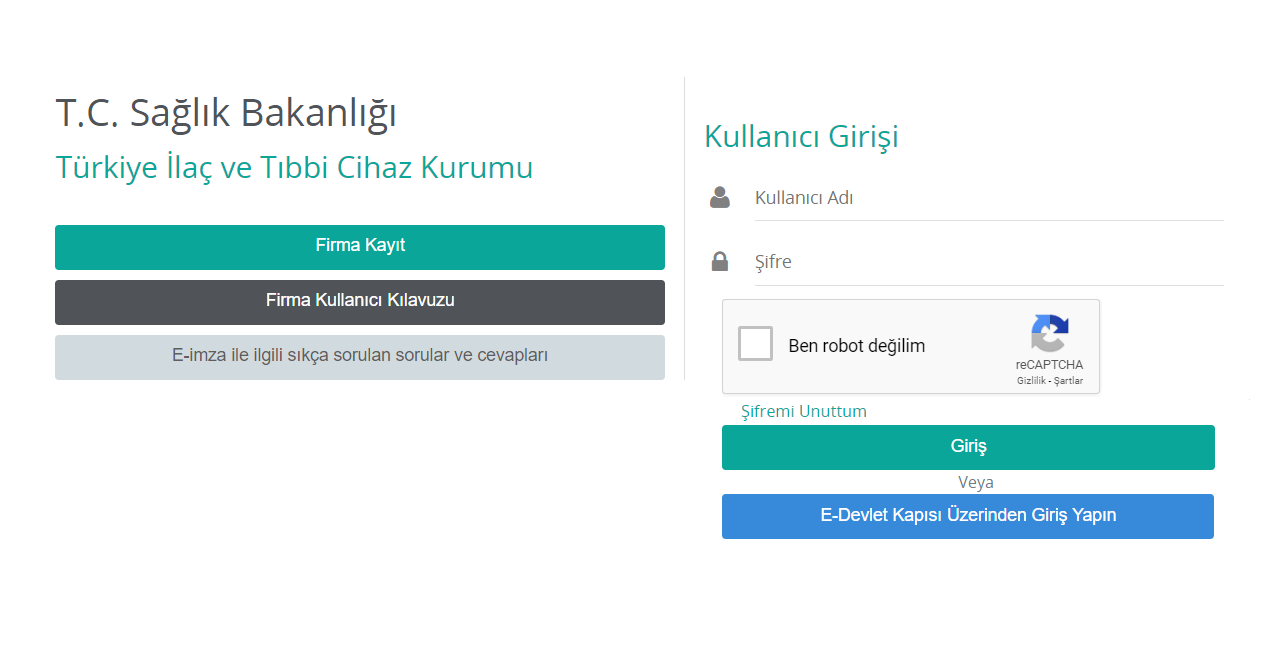 T.C. Sağlık Bakanlığı
Türkiye İlaç ve Tıbbi Cihaz Kurumu
Firma Kayıt
Firma Kullanıcı Kılavuzu
E-imza ile ilgili sıkça sorulan sorular ve cevapları
Kullanıcı Girişi
Kullanıcı Adı
Şifre
Ben robot değilim
reCAPTCHA
Gizlilik - Şartlar
Şifremi Unuttum
Giriş
Veya
E-Devlet Kapısı Üzerinden Giriş Yapın